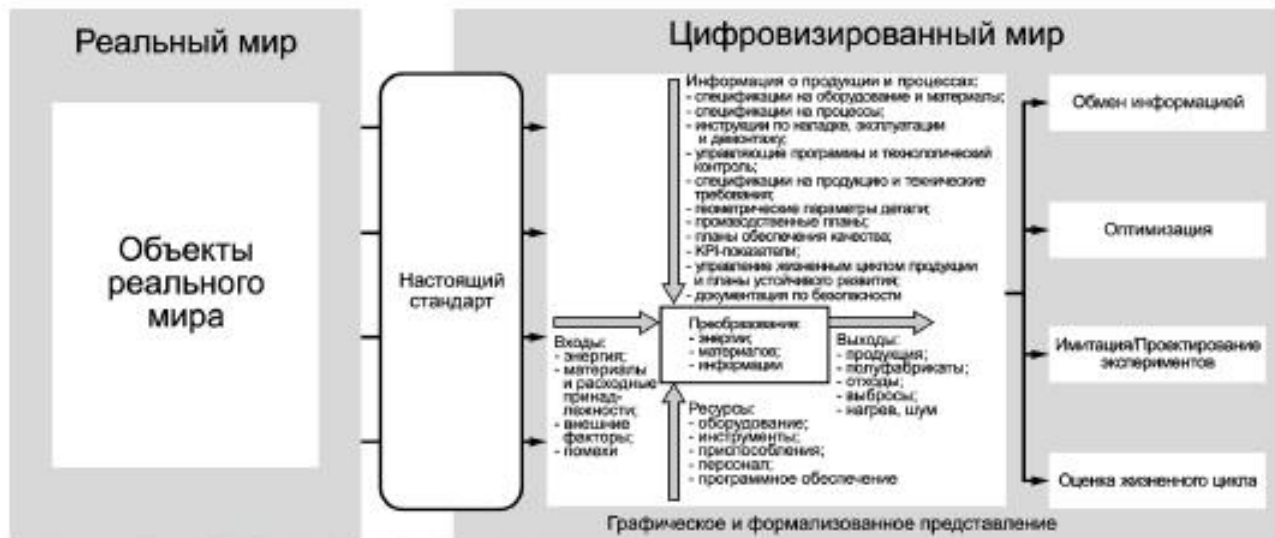 Реальный мир
Объекты
реального
мира
Настоящий
стандарт
Цифровизированный мир
Информация о продукции и процессах:
- спецификации на оборудование и материалы;
- спецификации на процессы;
- инструкции по наладке, эксплуатации
и демонтажу;
- управляющие программы и технологический
контроль;
- спецификации на продукцию и технические
требования;
- геометрические параметры детали;
- производственные планы;
- планы обеспечения качества;
- KPI-показатели;
- управление жизненным циклом продукции
и планы устойчивого развития;
- документация по безопасности
Входы:
- энергия;
- материалы
и расходные
принад-
лежности;
- внешние
факторы;
- помехи
Преобразование:
- энергии;
- материалов;
- информации
Выходы:
- продукция;
- полуфабрикаты;
- отходы;
- выбросы;
- нагрев, шум
Ресурсы:
- оборудование;
- инструменты;
- приспособления;
- персонал;
- программное обеспечение
Графическое и формализованное представление
Обмен информацией
Оптимизация
Имитация/Проектирование
экспериментов
Оценка жизненного цикла